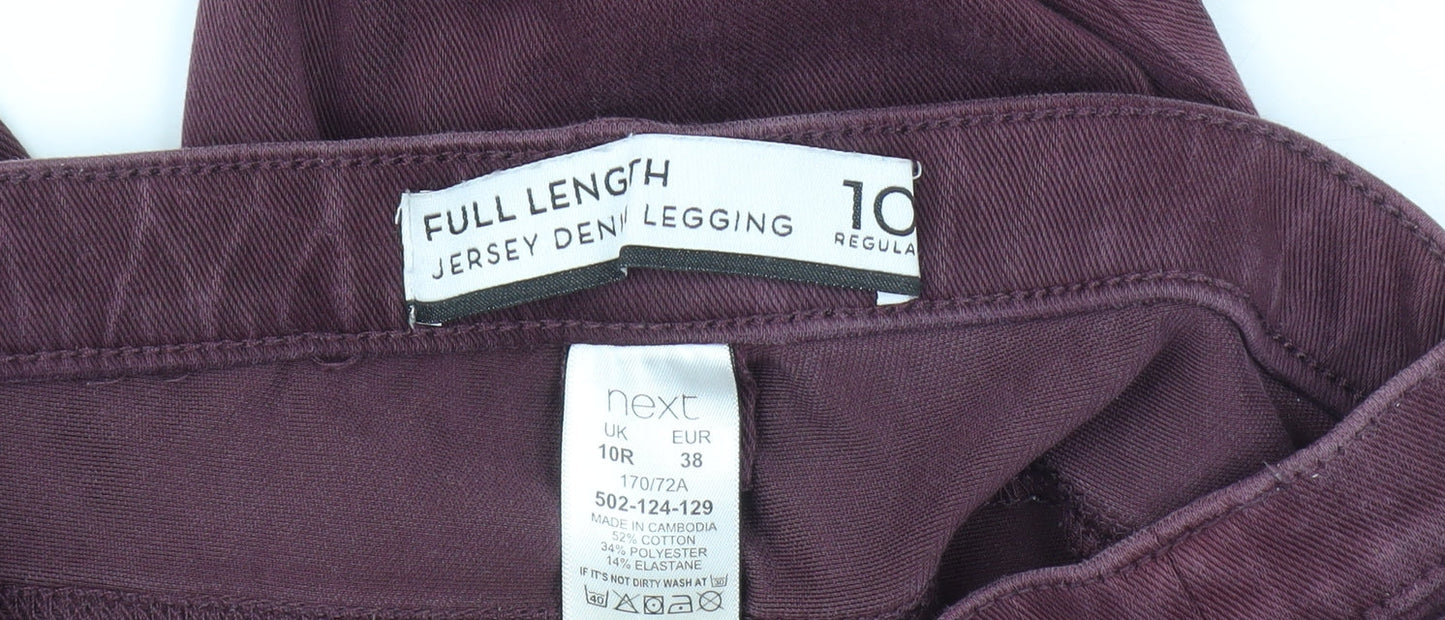 FULL LENGTH
JERSEY DENI LEGGING
10
REGULA
next
UK EUR
10R 38
170/72A
502-124-129
MADE IN CAMBODIA
52% COTTON
34% POLYESTER
14% ELASTANE
IF IT'S NOT DIRTY WASH AT 30
40